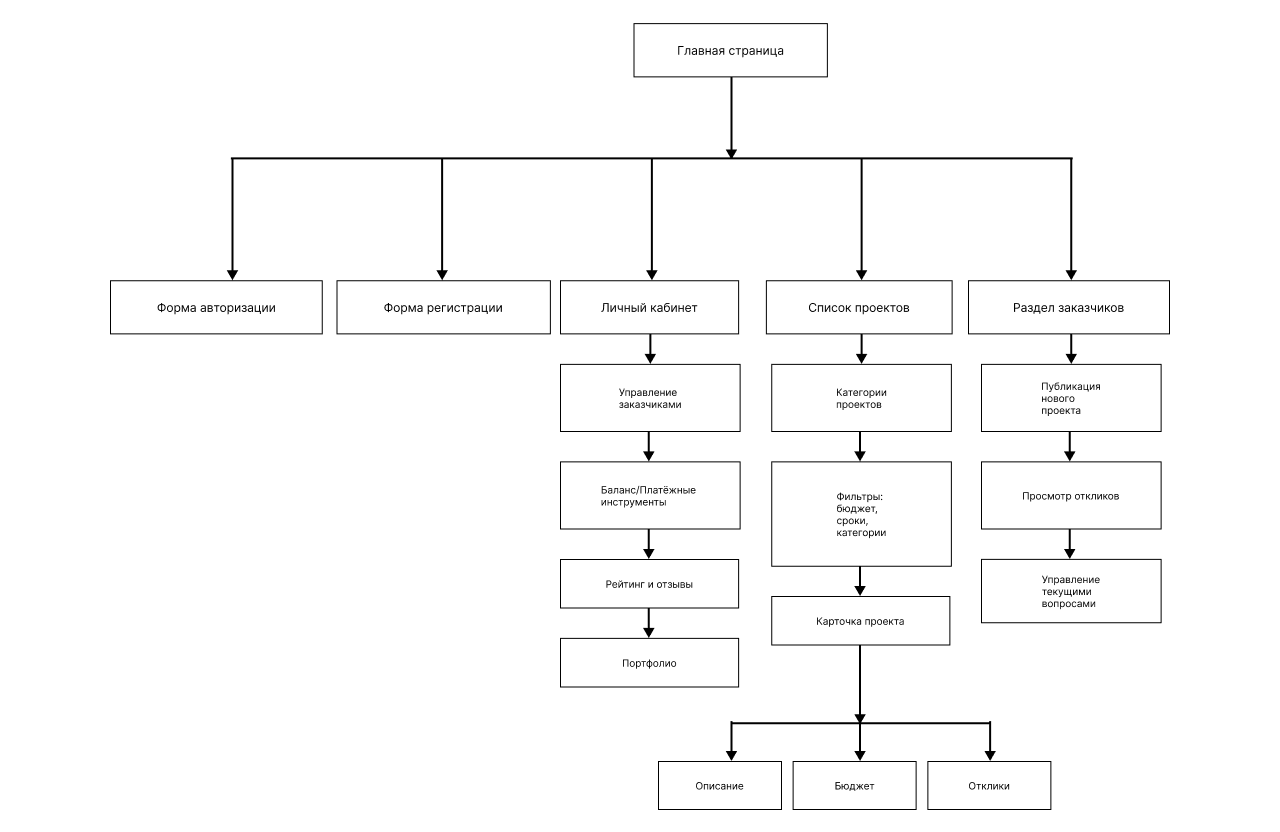 Главная страница
Форма авторизации
Форма регистрации
Личный кабинет
Список проектов
Раздел заказчиков
Управление
заказчиками
Категории
проектов
Публикация
нового
проекта
Баланс/Платёжные
инструменты
Фильтры:
бюджет,
сроки,
категории
Просмотр откликов
Рейтинг и отзывы
Карточка проекта
Управление
текущими
вопросами
Портфолио
Описание
Бюджет
Отклики